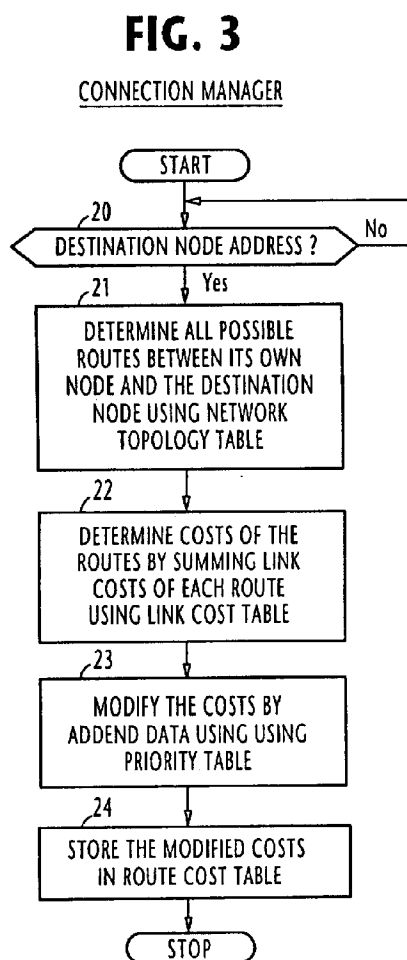 FIG. 3
CONNECTION MANAGER
START
20
DESTINATION NODE ADDRESS ?
No
Yes
21
DETERMINE ALL POSSIBLE
ROUTES BETWEEN ITS OWN
NODE AND THE DESTINATION
NODE USING NETWORK
TOPOLOGY TABLE
22
DETERMINE COSTS OF THE
ROUTES BY SUMMING LINK
COSTS OF EACH ROUTE
USING LINK COST TABLE
23
MODIFY THE COSTS BY
ADDEND DATA USING USING
PRIORITY TABLE
24
STORE THE MODIFIED COSTS
IN ROUTE COST TABLE
STOP